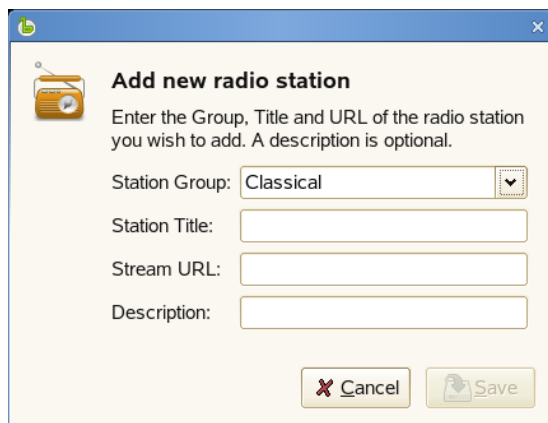 Add new radio station
Enter the Group, Title and URL of the radio station
you wish to add. A description is optional.
Station Group: Classical
Station Title:
Stream URL:
Description:
Cancel Save